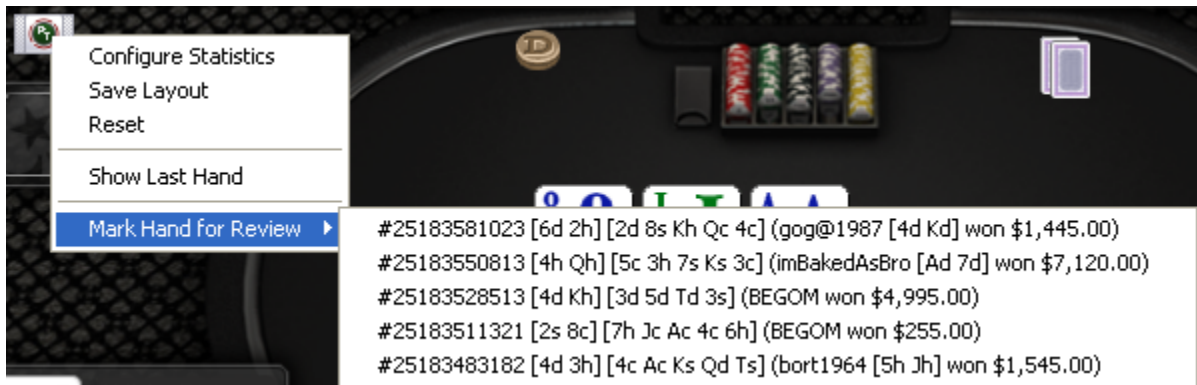 PT
D
Configure Statistics
Save Layout
Reset
Show Last Hand
Mark Hand for Review
#25183581023 [6d 2h] [2d 8s Kh Qc 4c] (gog@1987 [4d Kd] won $1,445.00)
#25183550813 [4h Qh] [5c 3h 7s Ks 3c] (imBakedAsBro [Ad 7d] won $7,120.00)
#25183528513 [4d Kh] [3d 5d Td 3s] (BEGOM won $4,995.00)
#25183511321 [2s 8c] [7h Jc Ac 4c 6h] (BEGOM won $255.00)
#25183483182 [4d 3h] [4c Ac Ks Qd Ts] (bort1964 [5h Jh] won $1,545.00)